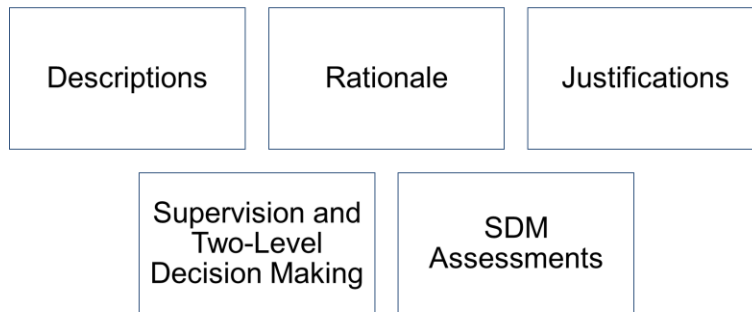 Descriptions
Rationale
Justifications
Supervision and
Two-Level
Decision Making
SDM
Assessments